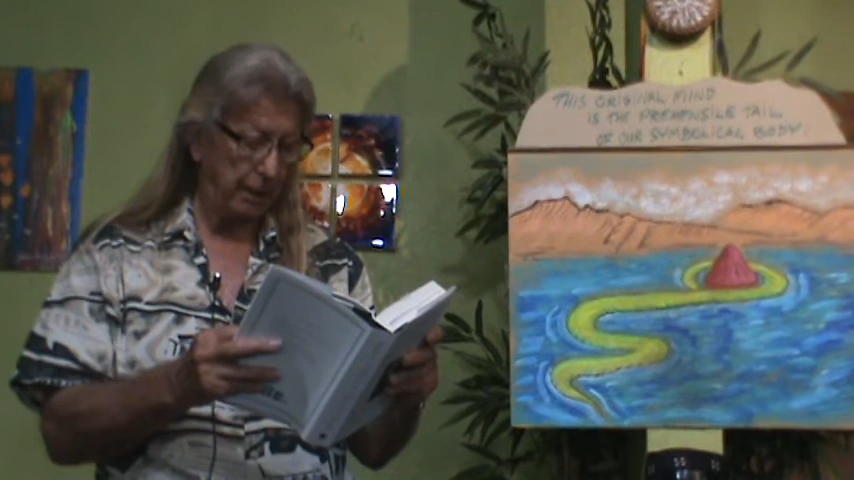 THIS ORIGINAL MIND
IS THE PREHENSILE TAIL
OF OUR SYMBOLICAL BODY.